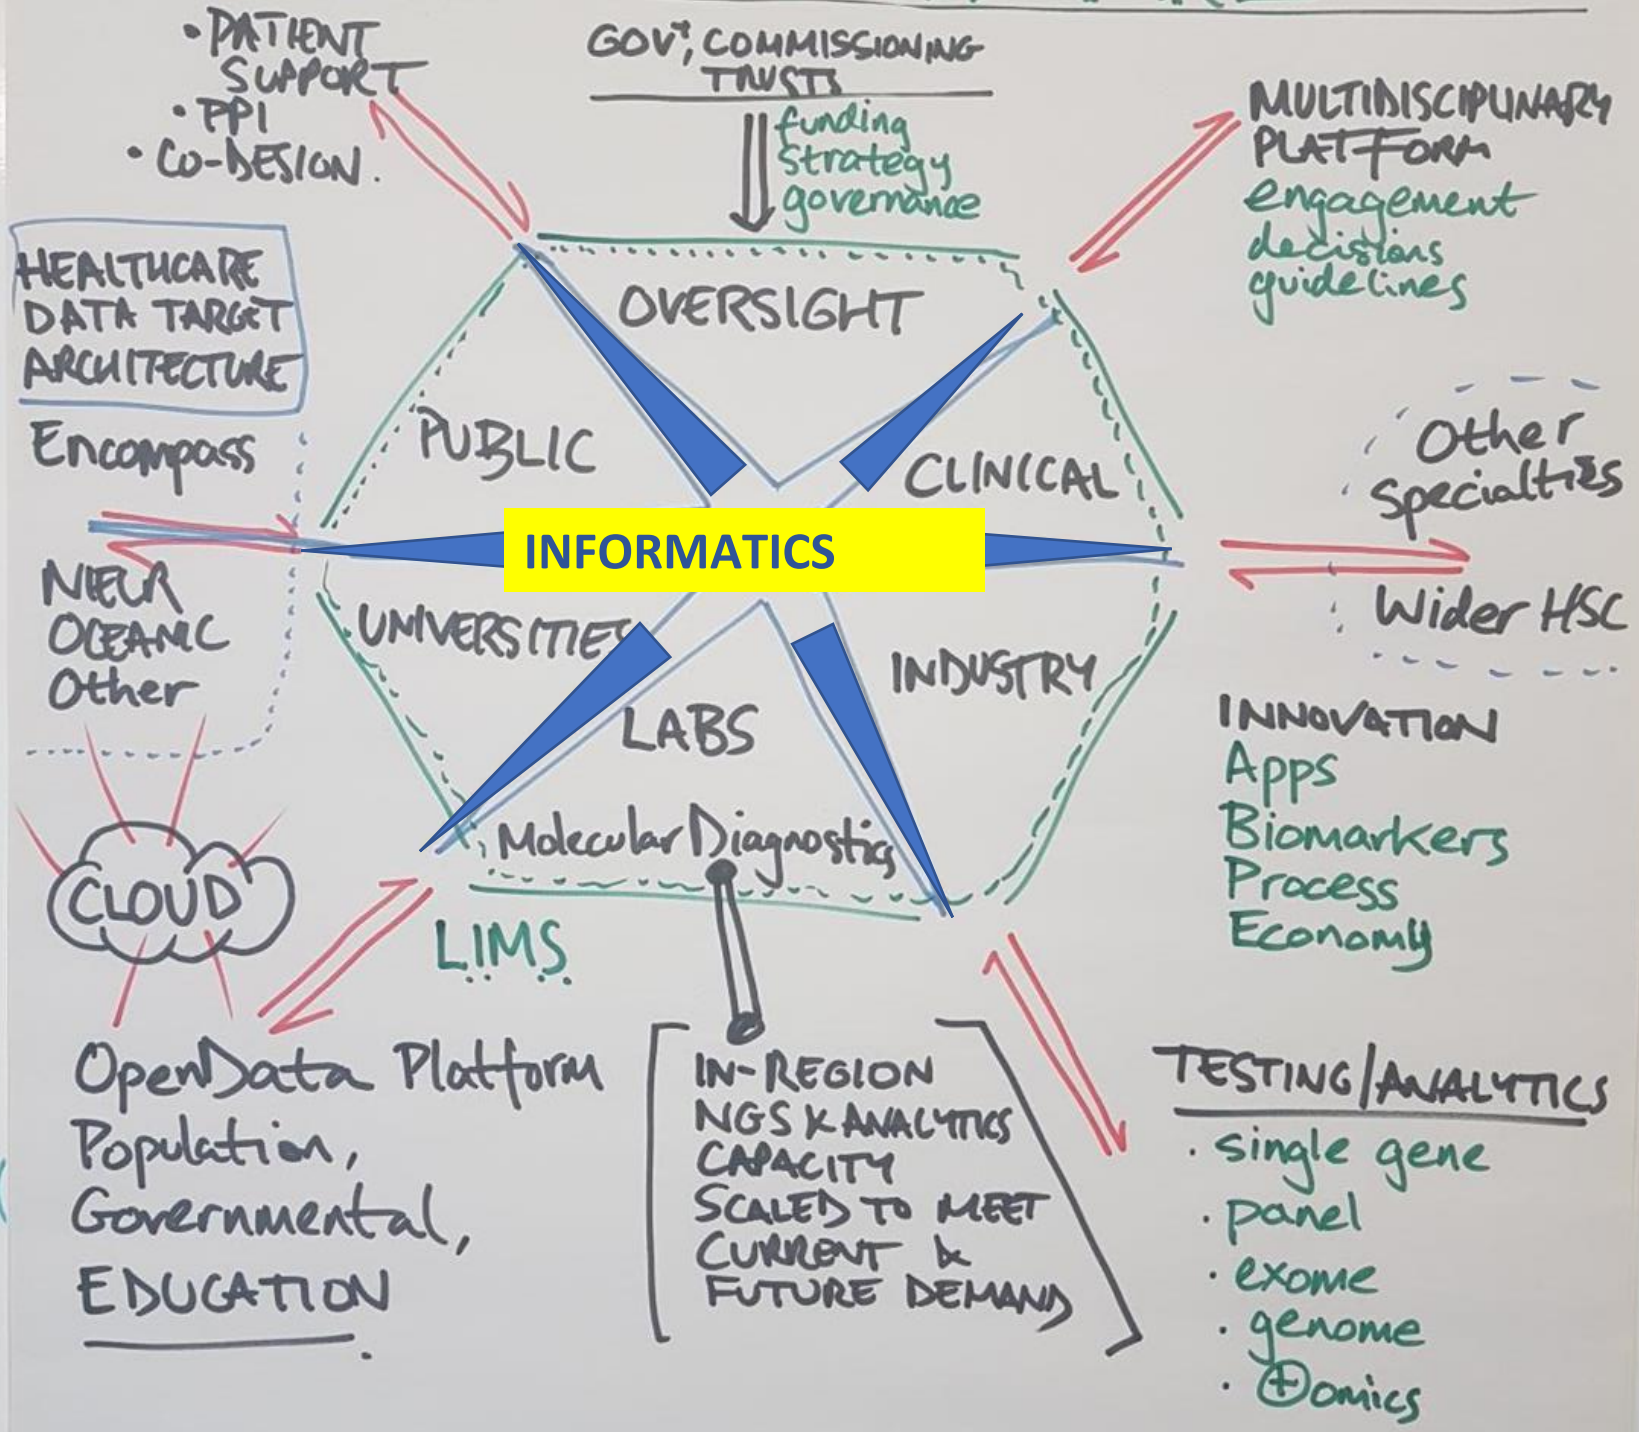 • PATIENT
SUPPORT
• PPI
• CO-DESIGN.
GOVT, COMMISSIONING
TRUSTS
funding
strategy
governance
MULTIDISCIPLINARY
PLATFORM
engagement
decisions
guidelines
HEALTHCARE
DATA TARGET
ARCHITECTURE
Encompass
NIECR
OCEANIC
Other
OVERSIGHT
PUBLIC
CLINICAL
INFORMATICS
UNIVERSITIES
INDUSTRY
LABS
Molecular Diagnostics
Other
Specialties
Wider HSC
INNOVATION
Apps
Biomarkers
Process
Economy
CLOUD
LIMS
OpenData Platform
Population,
Governmental,
EDUCATION
IN-REGION
NGS & ANALYTICS
CAPACITY
SCALED TO MEET
CURRENT &
FUTURE DEMAND
TESTING/ANALYTICS
• single gene
• panel
• exome
• genome
• +omics